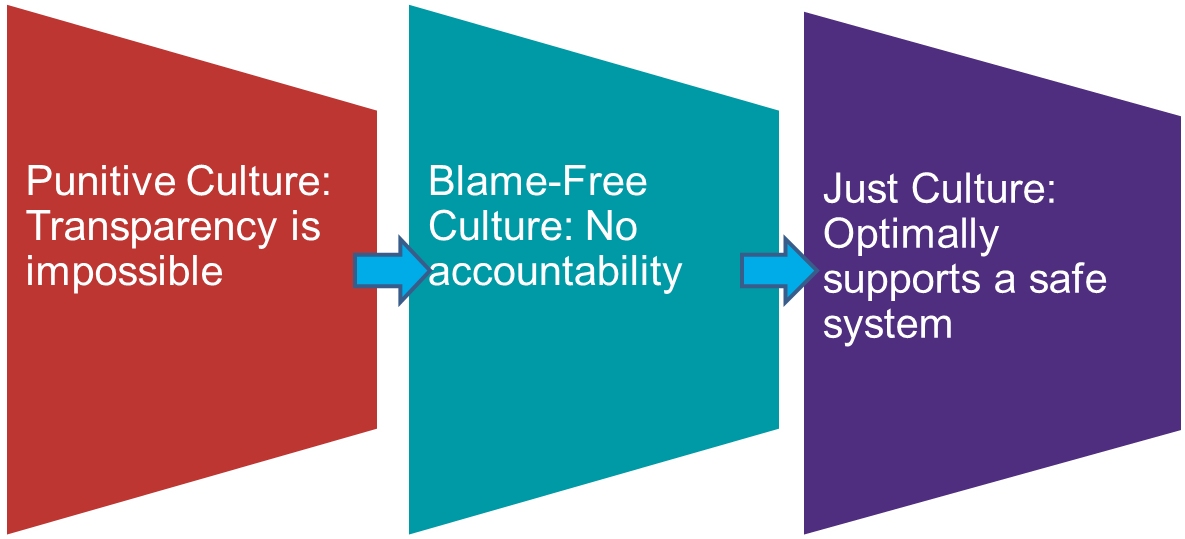 Punitive Culture:
Transparency is
impossible
Blame-Free
Culture: No
accountability
Just Culture:
Optimally
supports a safe
system